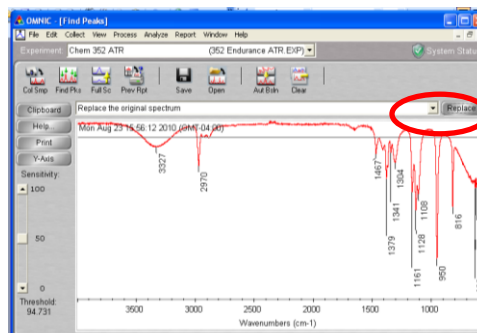 OMNIC - [Find Peaks]
File Edit Collect View Process Analyze Report Window Help
Experiment: Chem 352 ATR (352 Endurance ATR.EXP) System Statu
Col Smp Find Pks Full Sc Prev Rpt Save Open Aut Bsln Clear
Clipboard Replace the original spectrum Replace
Help... Mon Aug 23 15:56:12 2010 (GMT-04:00)
Print
Y-Axis
Sensitivity:
100
50
0
Threshold:
94.731
3327
2970
1467
1379
1341
1304
1161
1128
1108
950
816
3500 3000 2500 2000 1500 1000
Wavenumbers (cm-1)